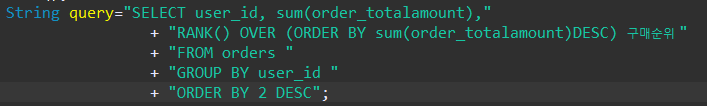 String query="SELECT user_id, sum(order_totalamount),"
+ "RANK() OVER (ORDER BY sum(order_totalamount)DESC) 구매순위 "
+ "FROM orders "
+ "GROUP BY user_id "
+ "ORDER BY 2 DESC";